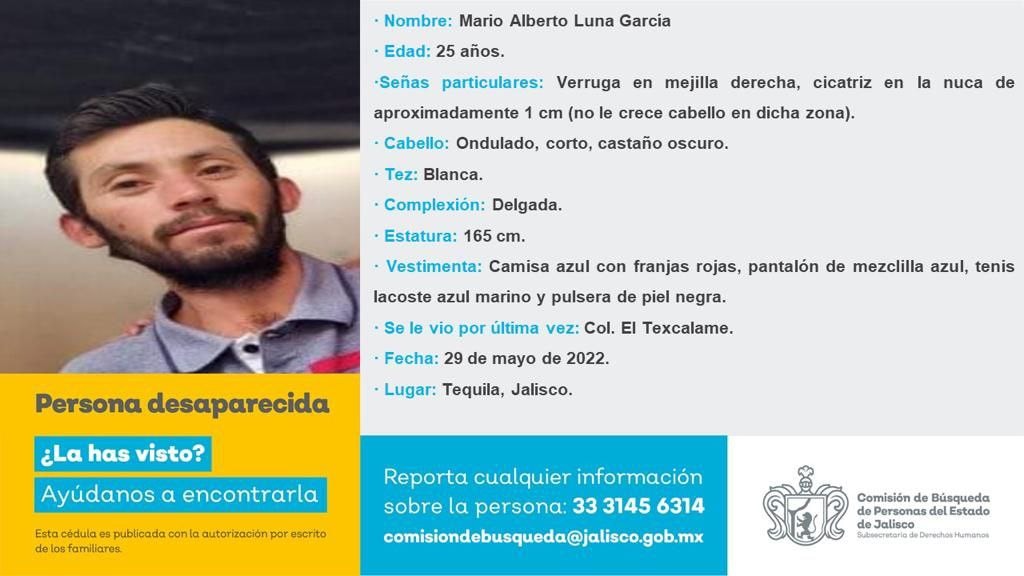 · Nombre: Mario Alberto Luna García
· Edad: 25 años.
·Señas particulares: Verruga en mejilla derecha, cicatriz en la nuca de
aproximadamente 1 cm (no le crece cabello en dicha zona).
· Cabello: Ondulado, corto, castaño oscuro.
· Tez: Blanca.
· Complexión: Delgada.
· Estatura: 165 cm.
· Vestimenta: Camisa azul con franjas rojas, pantalón de mezclilla azul, tenis
lacoste azul marino y pulsera de piel negra.
· Se le vio por última vez: Col. El Texcalame.
· Fecha: 29 de mayo de 2022.
· Lugar: Tequila, Jalisco.
Persona desaparecida
¿La has visto?
Ayúdanos a encontrarla
Esta cédula es publicada con la autorización por escrito
de los familiares.
Reporta cualquier información
sobre la persona: 33 3145 6314
comisiondebusqueda@jalisco.gob.mx
Comisión de Búsqueda
de Personas del Estado
de Jalisco
Subsecretaría de Derechos Humanos